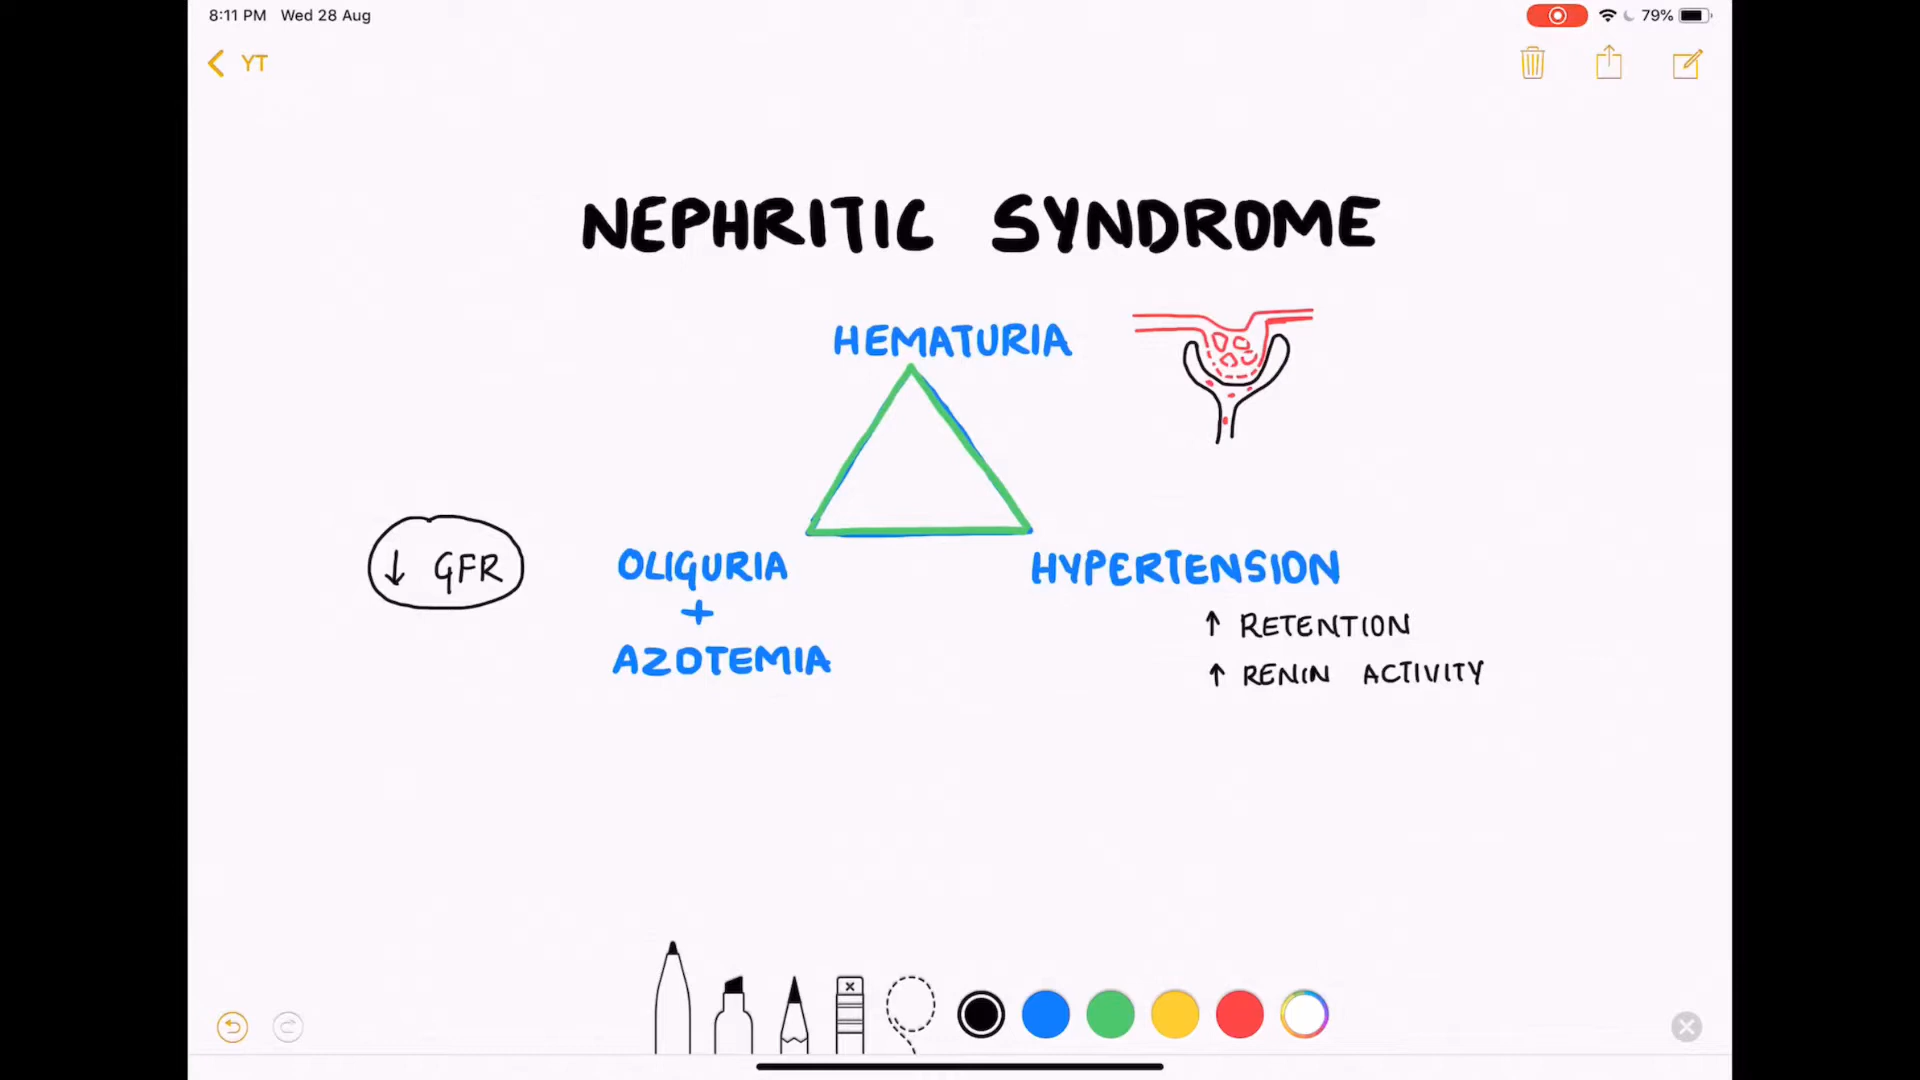 8:11 PM Wed 28 Aug
79%
YT
NEPHRITIC SYNDROME
HEMATURIA
↓ GFR
OLIGURIA
+
AZOTEMIA
HYPERTENSION
↑ RETENTION
↑ RENIN ACTIVITY